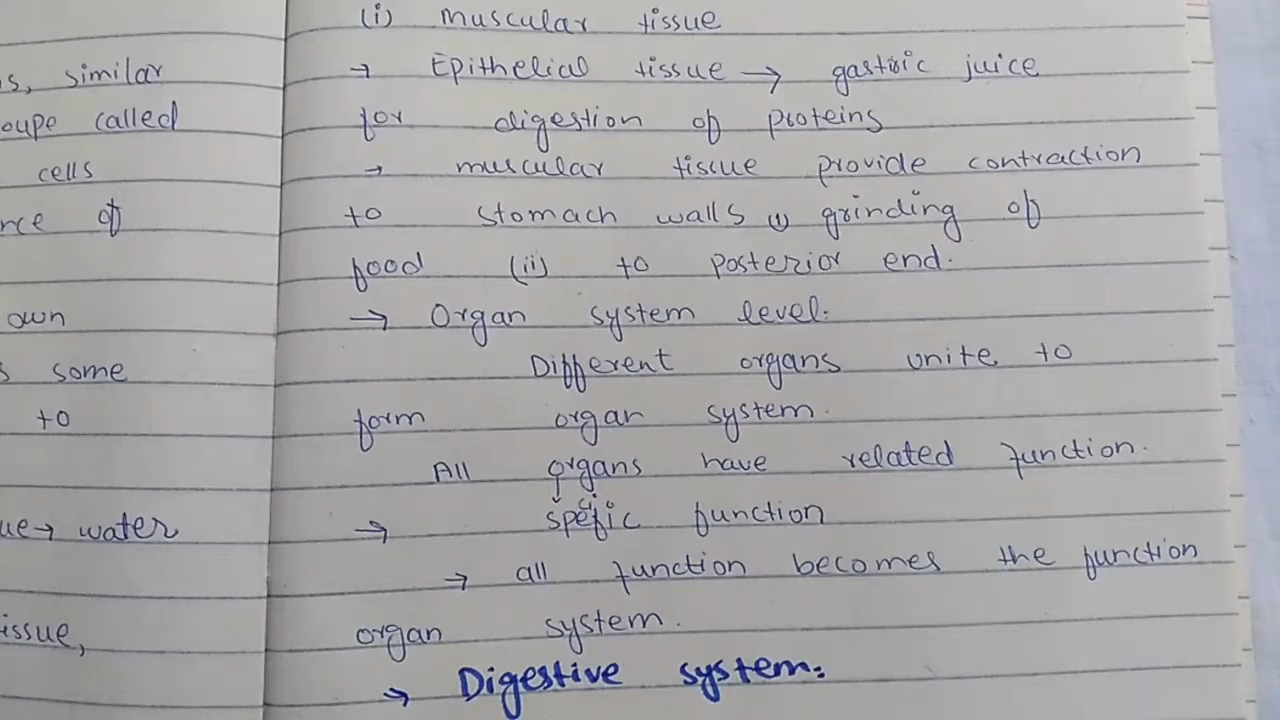 s, similar
oupe called
cells
nce of
own
s some
to
ue → water
issue,
(i) muscular tissue
→ Epithelial tissue → gastric juice
for digestion of proteins
→ muscular tissue provide contraction
to stomach walls (i) grinding of
food (ii) to posterior end.
→ Organ system level.
Different organs unite to
form organ system.
All organs have related function.
→ speficic function
→ all function becomes the function
organ system.
→ Digestive system: